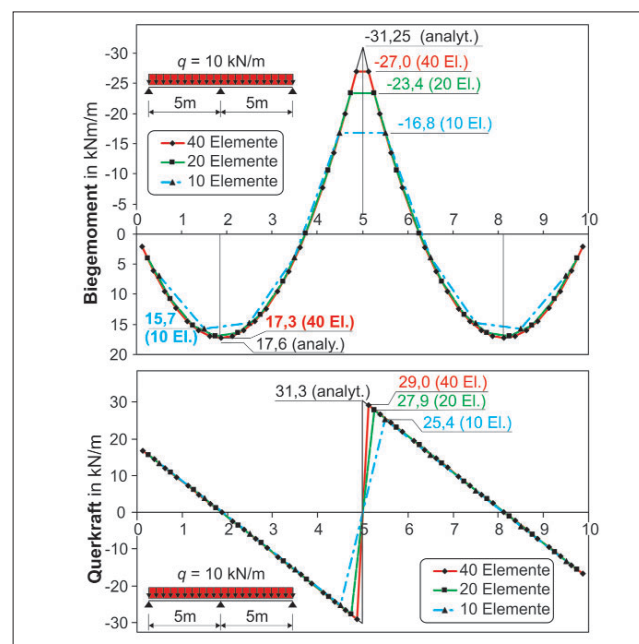 -31,25 (analyt.)
-27,0 (40 El.)
-23,4 (20 El.)
-16,8 (10 El.)
q = 10 kN/m
5m 5m
40 Elemente
20 Elemente
10 Elemente
Biegemoment in kNm/m
-30
-25
-20
-15
-10
-5
0
5
10
15
20
0 1 2 3 4 5 6 7 8 9 10
15,7
(10 El.)
17,3 (40 El.)
17,6 (analy.)
31,3 (analyt.)
29,0 (40 El.)
27,9 (20 El.)
25,4 (10 El.)
Querkraft in kN/m
30
20
10
0
-10
-20
-30
0 1 2 3 4 5 6 7 8 9 10
q = 10 kN/m
5m 5m
40 Elemente
20 Elemente
10 Elemente